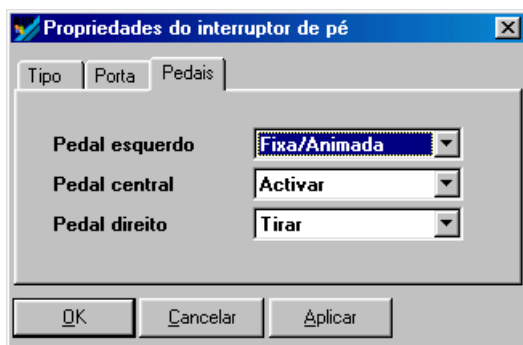 Propriedades do interruptor de pé
Tipo Porta Pedais
Pedal esquerdo Fixa/Animada
Pedal central Activar
Pedal direito Tirar
OK Cancelar Aplicar